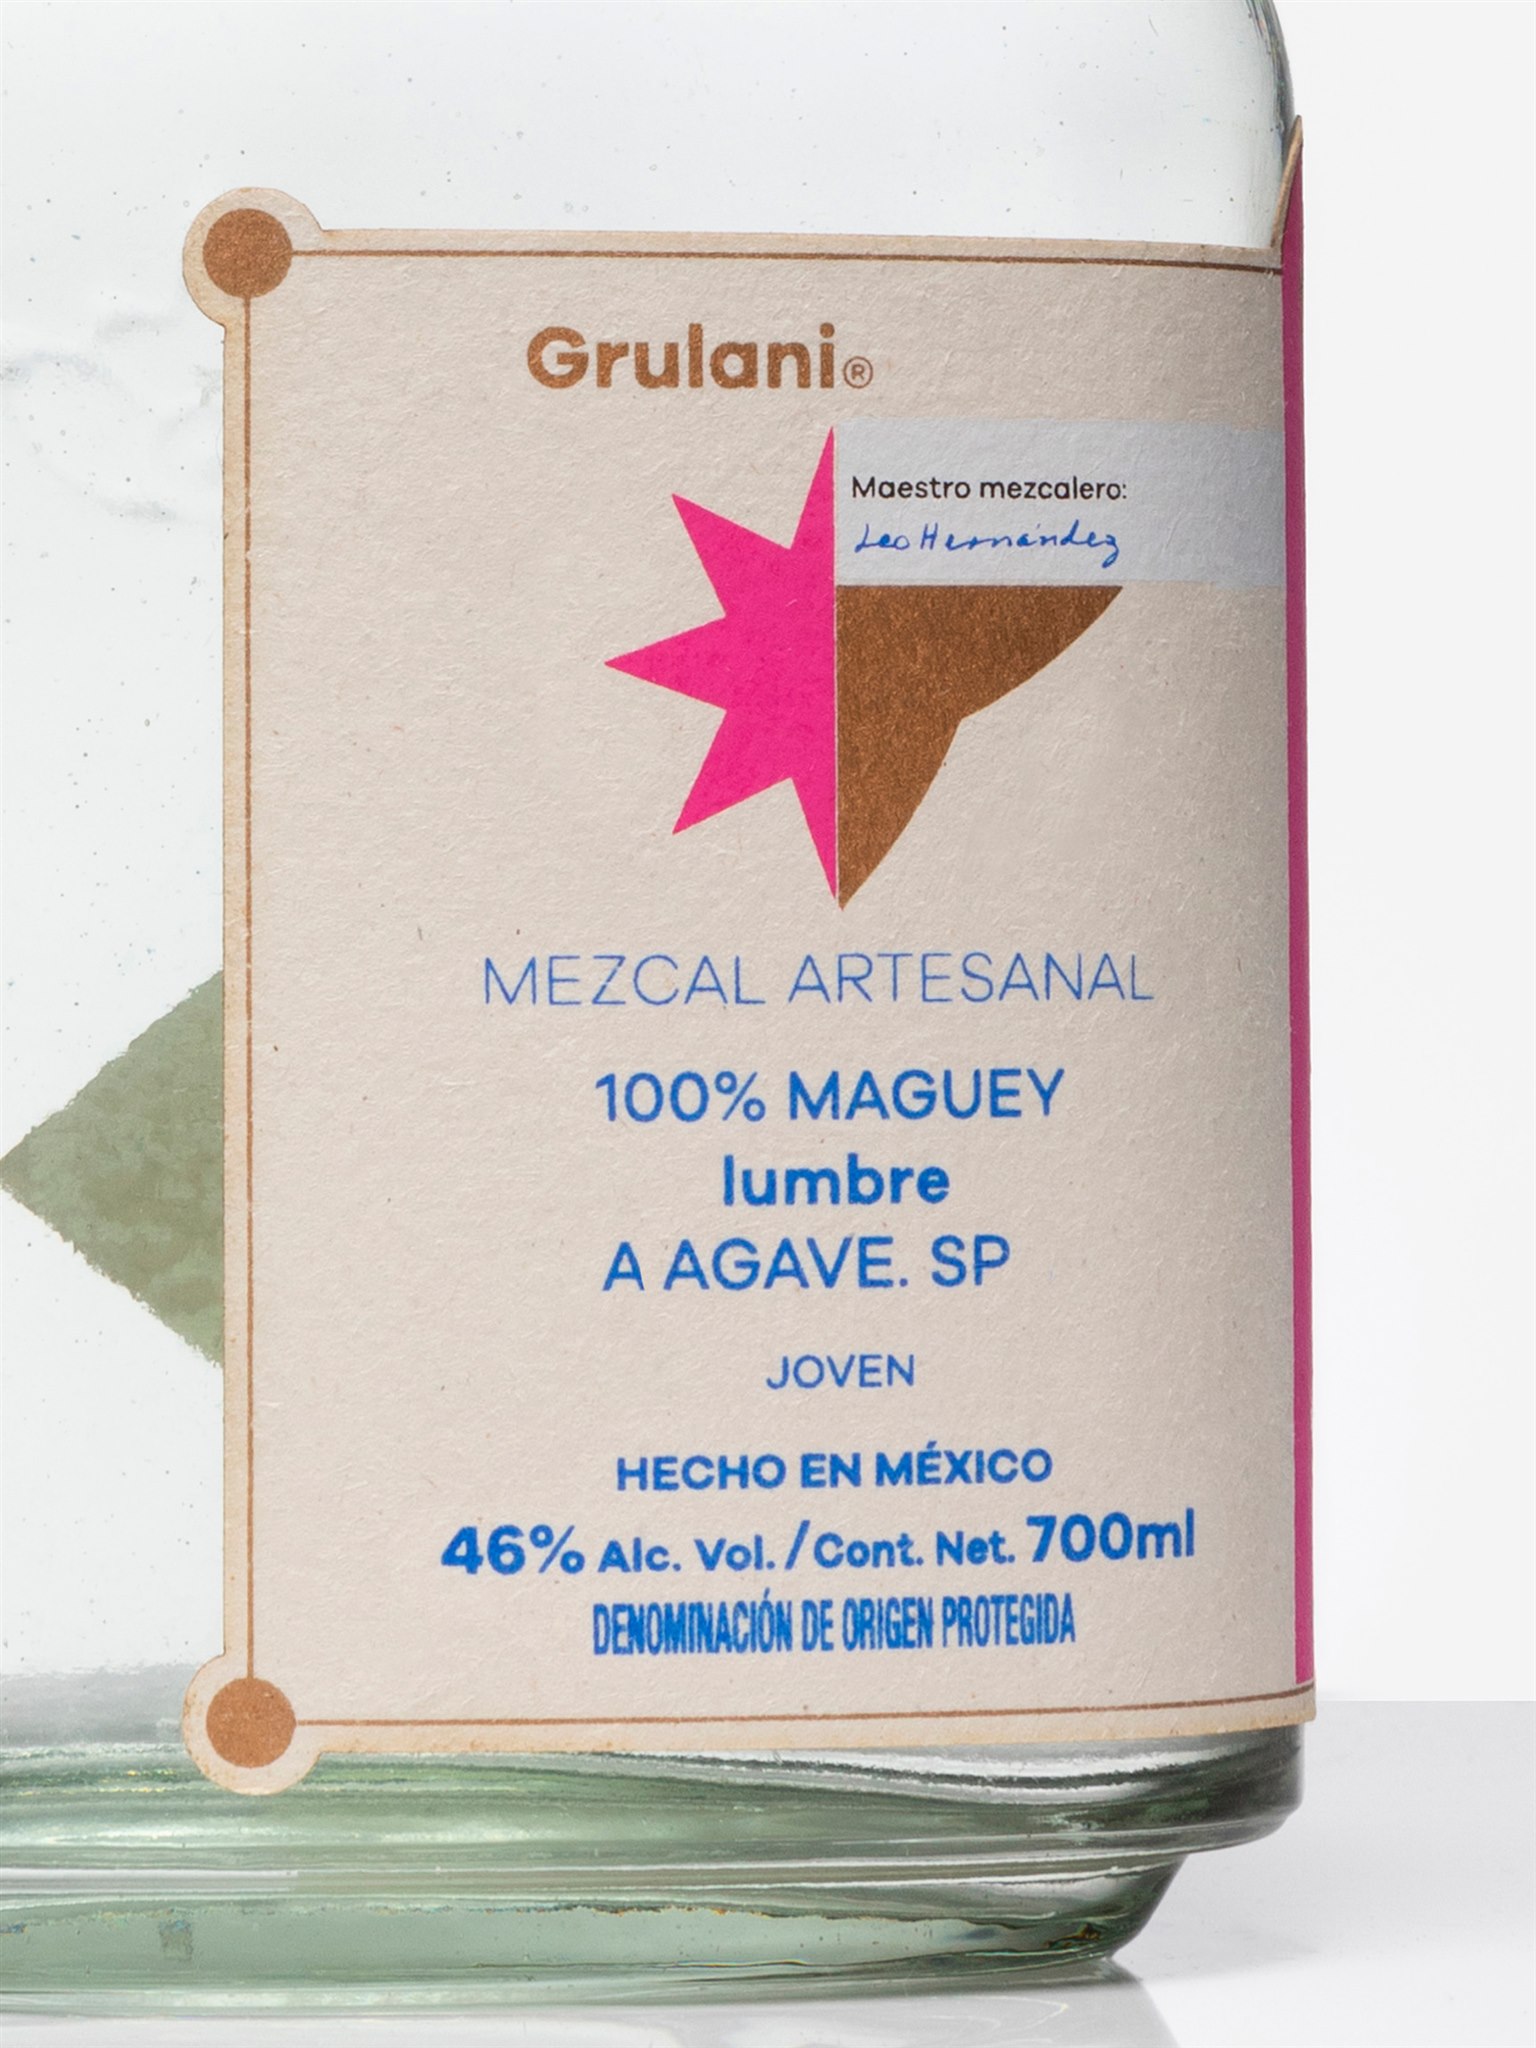 Grulani®
Maestro mezcalero:
Leo Hernández
MEZCAL ARTESANAL
100% MAGUEY
lumbre
A AGAVE. SP
JOVEN
HECHO EN MÉXICO
46% Alc. Vol. / Cont. Net. 700ml
DENOMINACIÓN DE ORIGEN PROTEGIDA